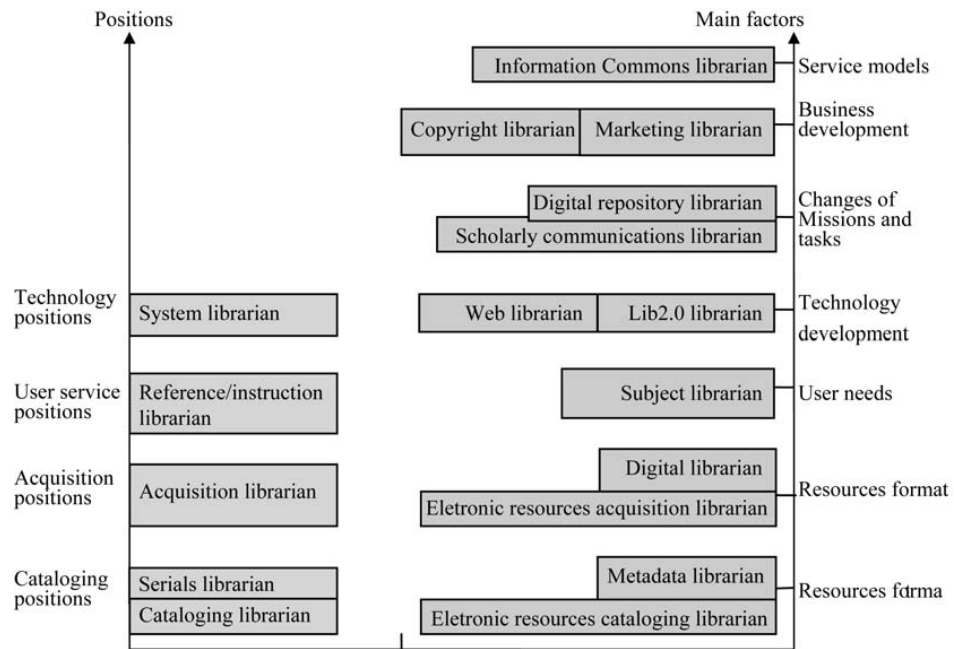 Positions
Main factors
Information Commons librarian
Service models
Copyright librarian
Marketing librarian
Business
development
Digital repository librarian
Scholarly communications librarian
Changes of
Missions and
tasks
Technology
positions
System librarian
Web librarian
Lib2.0 librarian
Technology
development
User service
positions
Reference/instruction
librarian
Subject librarian
User needs
Acquisition
positions
Acquisition librarian
Digital librarian
Eletronic resources acquisition librarian
Resources format
Cataloging
positions
Serials librarian
Cataloging librarian
Metadata librarian
Eletronic resources cataloging librarian
Resources